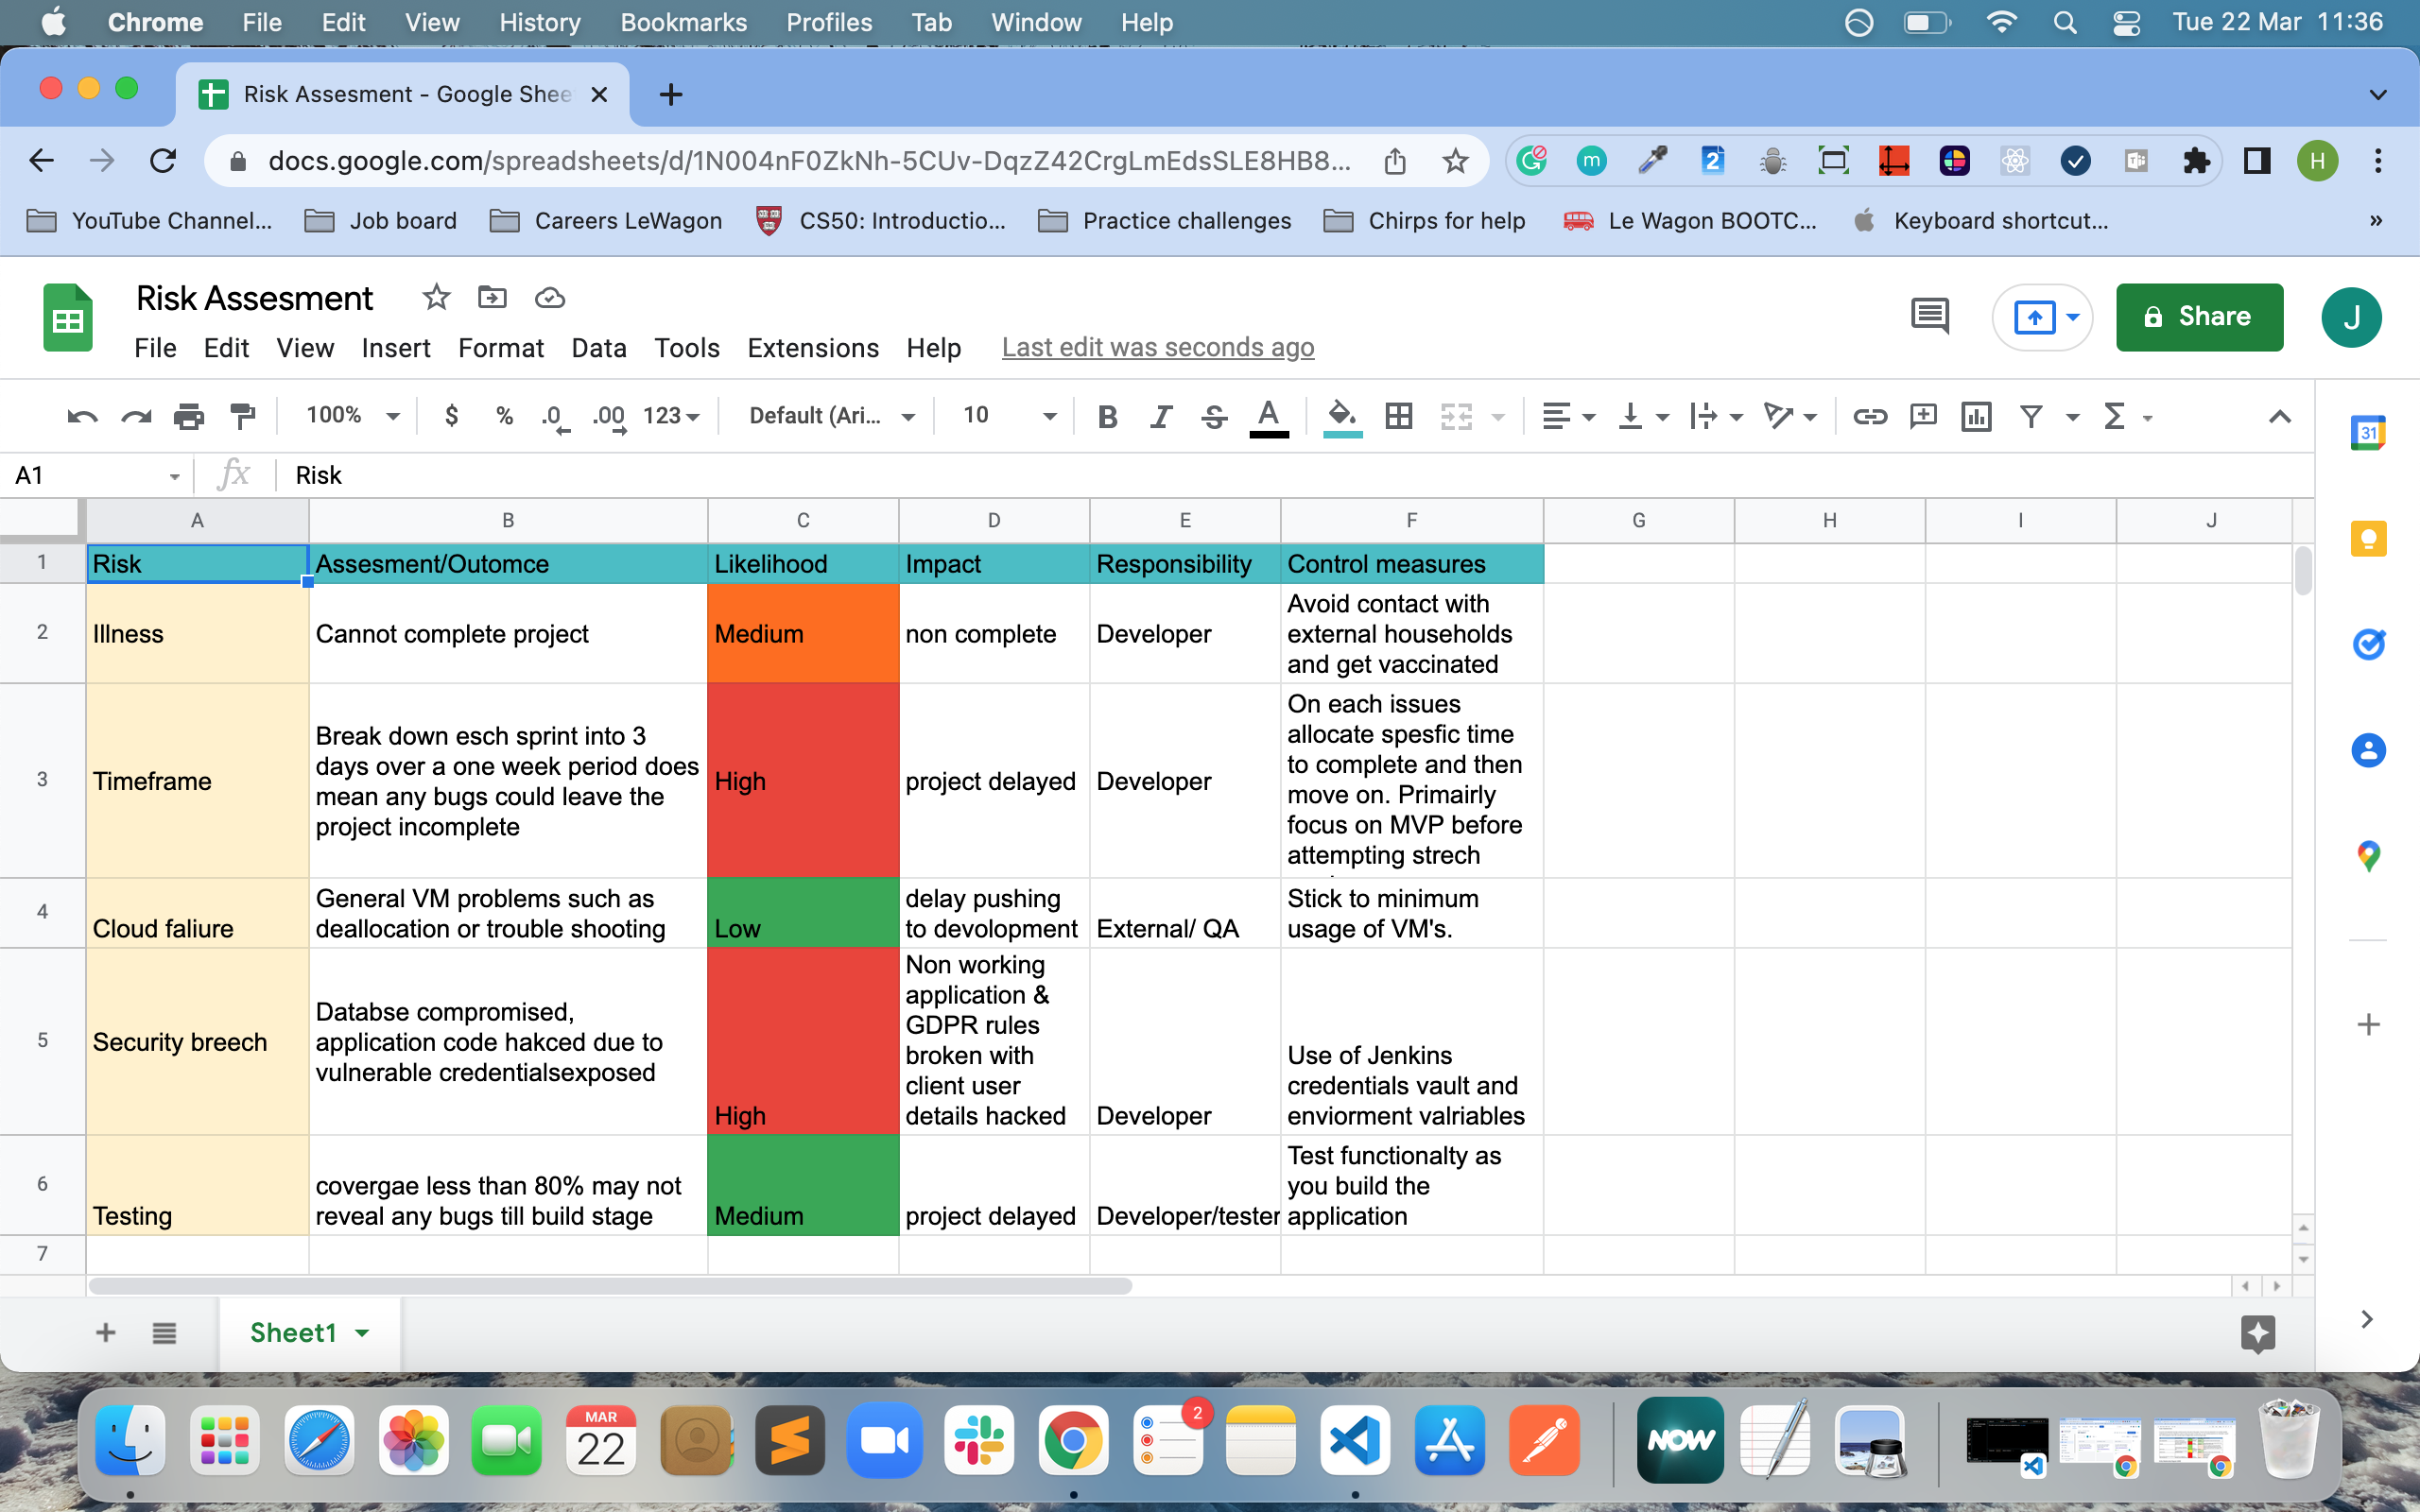 Chrome File Edit View History Bookmarks Profiles Tab Window Help Tue 22 Mar 11:36
Risk Assesment - Google Shee
docs.google.com/spreadsheets/d/1N004nF0ZkNh-5CUv-DqzZ42CrgLmEdsSLE8HB8... m 2 H
YouTube Channel... Job board Careers LeWagon CS50: Introductio... Practice challenges Chirps for help Le Wagon BOOTC... Keyboard shortcut... »
Risk Assesment
Share J
File Edit View Insert Format Data Tools Extensions Help Last edit was seconds ago
100% $ % .0 .00 123 Default (Ari... 10 B I S A Σ
31
A1 fx Risk
A B C D E F G H I J
1 Risk Assesment/Outomce Likelihood Impact Responsibility Control measures
2 Illness Cannot complete project Medium non complete Developer
Avoid contact with
external households
and get vaccinated
3 Timeframe
Break down esch sprint into 3
days over a one week period does
mean any bugs could leave the
project incomplete
High project delayed Developer
On each issues
allocate spesfic time
to complete and then
move on. Primairly
focus on MVP before
attempting strech
4 Cloud faliure
General VM problems such as
deallocation or trouble shooting
Low
delay pushing
to devolopment
External/ QA
Stick to minimum
usage of VM's.
5 Security breech
Databse compromised,
application code hakced due to
vulnerable credentialsexposed
High
Non working
application &
GDPR rules
broken with
client user
details hacked
Developer
Use of Jenkins
credentials vault and
enviorment valriables
6 Testing
covergae less than 80% may not
reveal any bugs till build stage
Medium project delayed Developer/tester
Test functionalty as
you build the
application
7
Sheet1
MAR
22
2
NOW